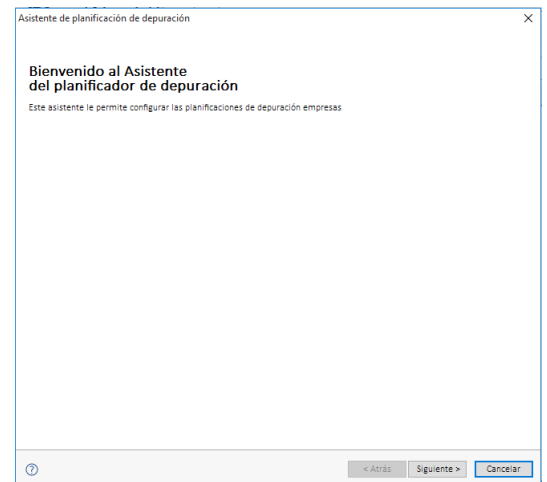 Asistente de planificación de depuración
Bienvenido al Asistente
del planificador de depuración
Este asistente le permite configurar las planificaciones de depuración empresas
< Atrás Siguiente > Cancelar